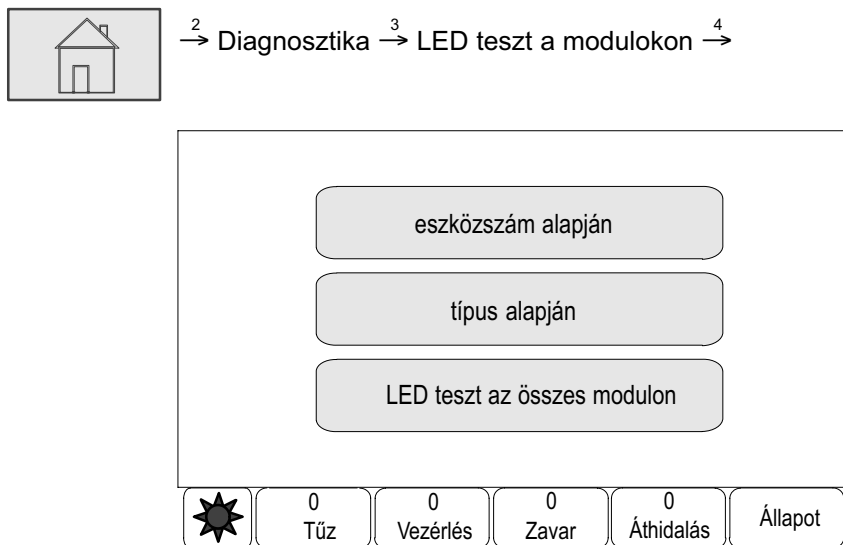 2→ Diagnosztika 3→ LED teszt a modulokon 4→
eszközszám alapján
típus alapján
LED teszt az összes modulon
0 0 0 0
Tűz Vezérlés Zavar Áthidalás Állapot